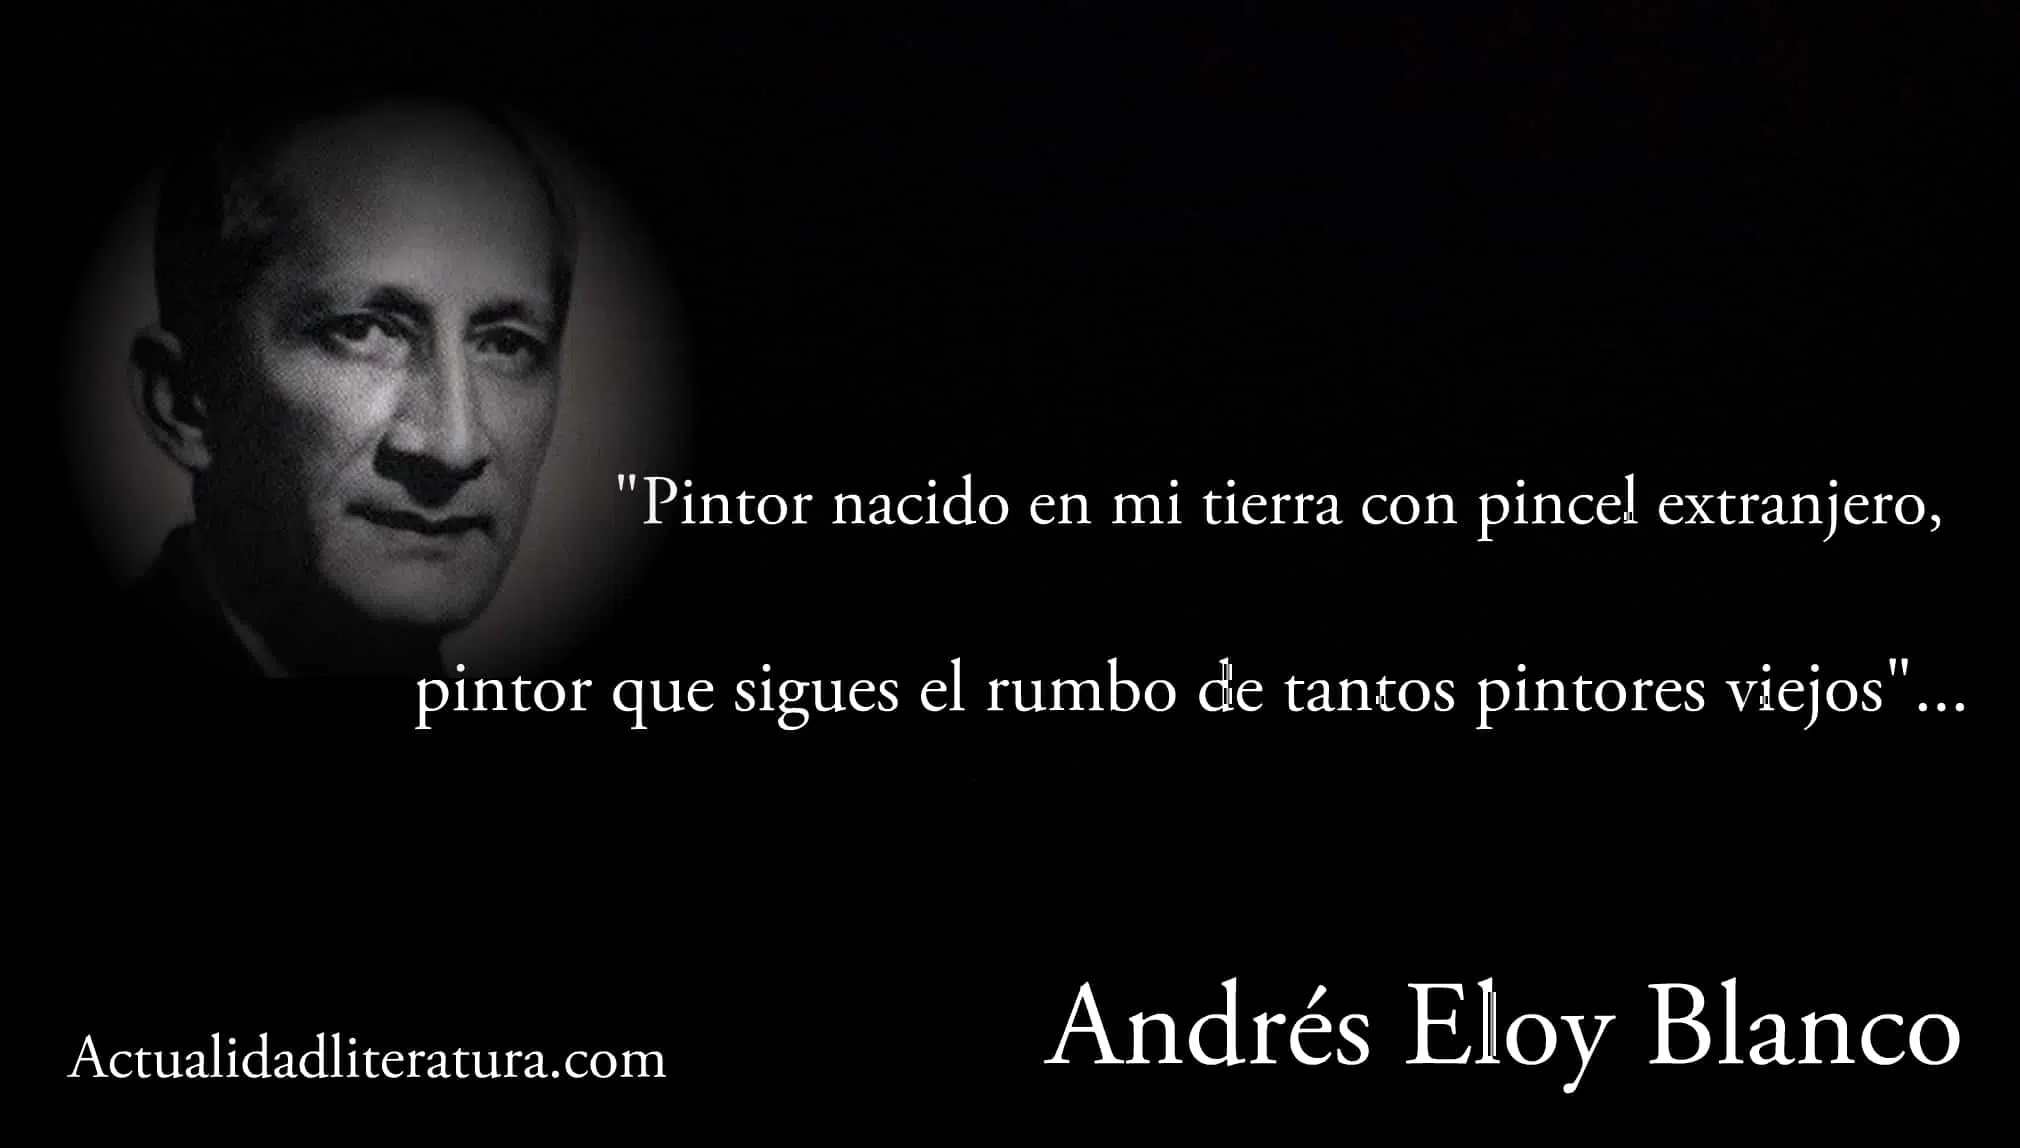 "Pintor nacido en mi tierra con pincel extranjero,
pintor que sigues el rumbo de tantos pintores viejos"...
Andrés Eloy Blanco
Actualidadliteratura.com